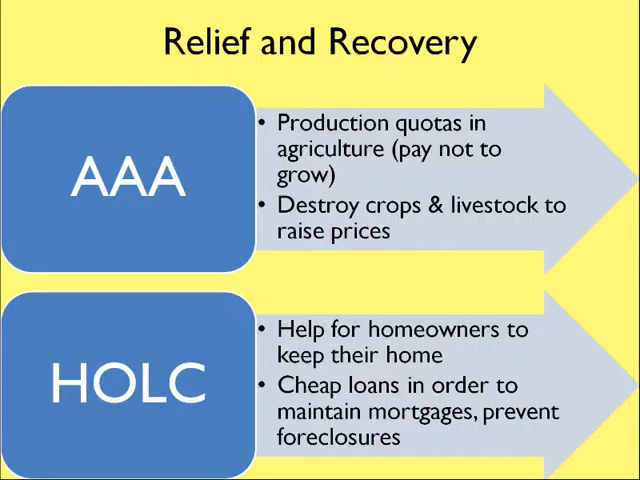 Relief and Recovery
AAA
• Production quotas in
agriculture (pay not to
grow)
• Destroy crops & livestock to
raise prices
HOLC
• Help for homeowners to
keep their home
• Cheap loans in order to
maintain mortgages, prevent
foreclosures